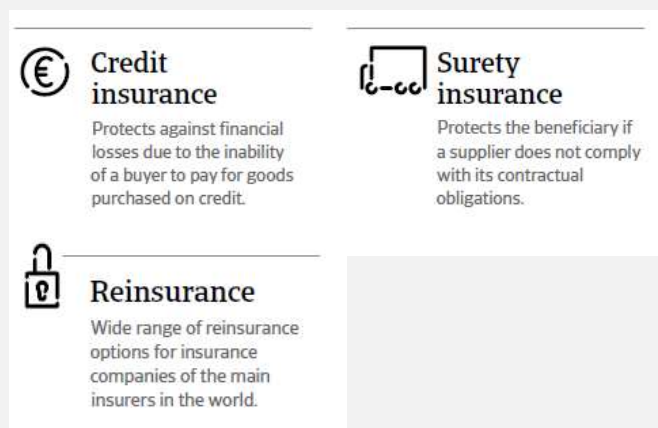 Credit
insurance
Protects against financial
losses due to the inability
of a buyer to pay for goods
purchased on credit.
Surety
insurance
Protects the beneficiary if
a supplier does not comply
with its contractual
obligations.
Reinsurance
Wide range of reinsurance
options for insurance
companies of the main
insurers in the world.